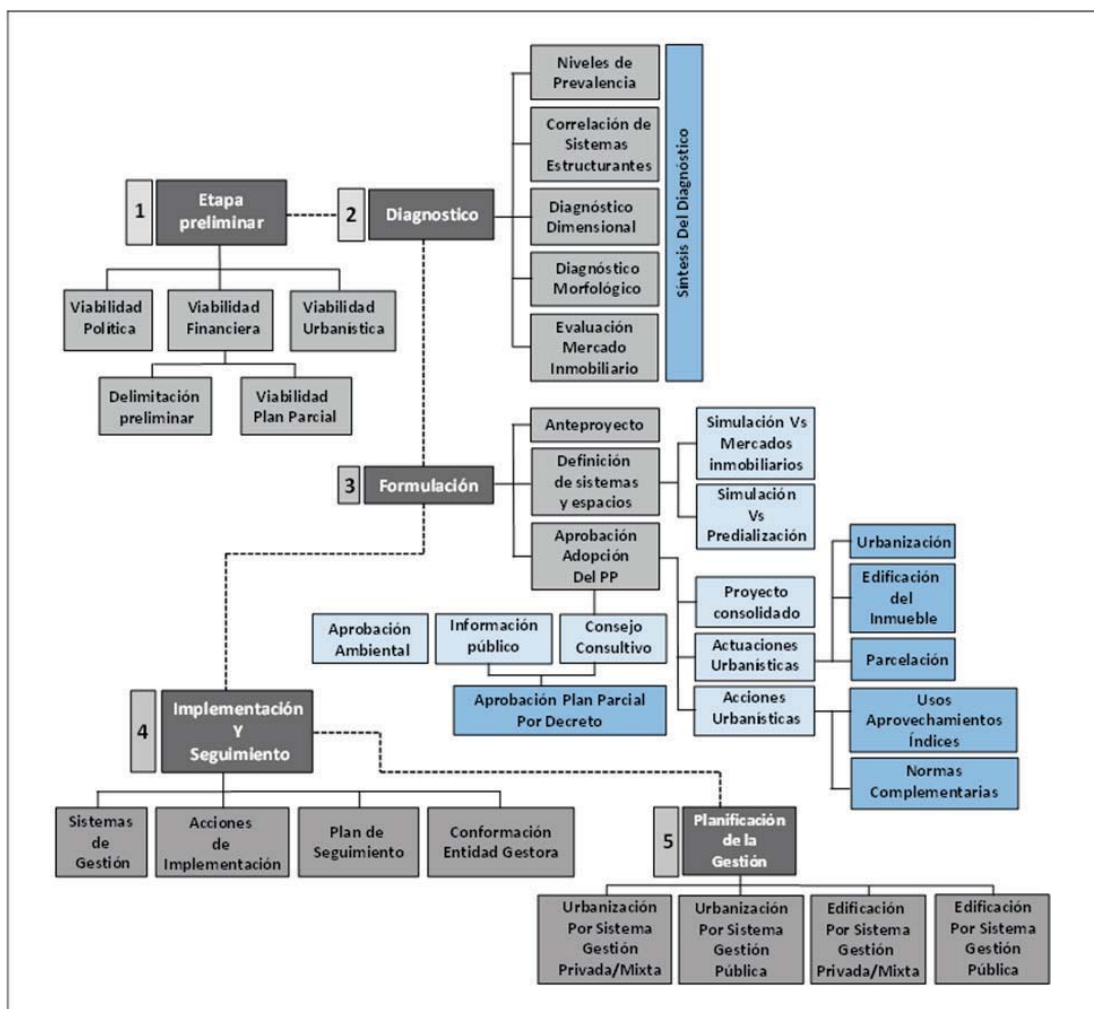 Niveles de
Prevalencia
Correlación de
Sistemas
Estructurantes
Diagnóstico
Dimensional
Diagnóstico
Morfológico
Evaluación
Mercado
Inmobiliario
Síntesis Del Diagnóstico
1
Etapa
preliminar
2
Diagnostico
Viabilidad
Política
Viabilidad
Financiera
Viabilidad
Urbanística
Delimitación
preliminar
Viabilidad
Plan Parcial
3
Formulación
Anteproyecto
Definición
de sistemas
y espacios
Aprobación
Adopción
Del PP
Simulación Vs
Mercados
inmobiliarios
Simulación
Vs
Predialización
Aprobación
Ambiental
Información
público
Consejo
Consultivo
Aprobación Plan Parcial
Por Decreto
Proyecto
consolidado
Actuaciones
Urbanísticas
Acciones
Urbanísticas
Urbanización
Edificación
del
Inmueble
Parcelación
Usos
Aprovechamientos
Índices
Normas
Complementarias
4
Implementación
Y
Seguimiento
Sistemas
de
Gestión
Acciones
de
Implementación
Plan de
Seguimiento
Conformación
Entidad Gestora
5
Planificación
de la
Gestión
Urbanización
Por Sistema
Gestión
Privada/Mixta
Urbanización
Por Sistema
Gestión
Pública
Edificación
Por Sistema
Gestión
Privada/Mixta
Edificación
Por Sistema
Gestión
Pública